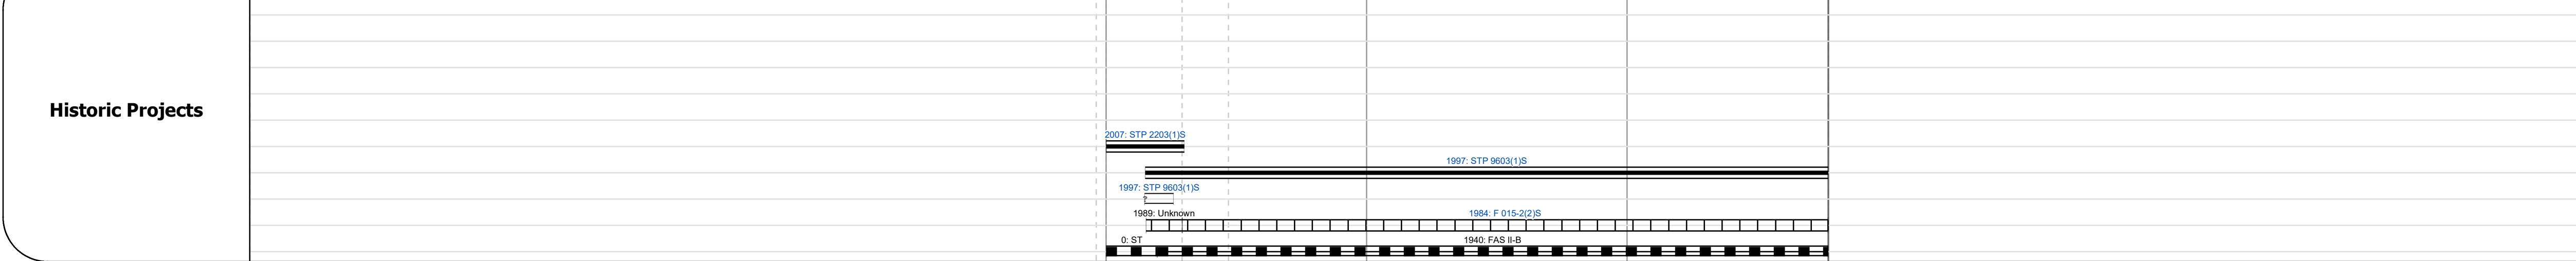 Historic Projects
2007: STP 2203(1)S
1997: STP 9603(1)S
1997: STP 9603(1)S
?
1989: Unknown
1984: F 015-2(2)S
0: ST
1940: FAS II-B